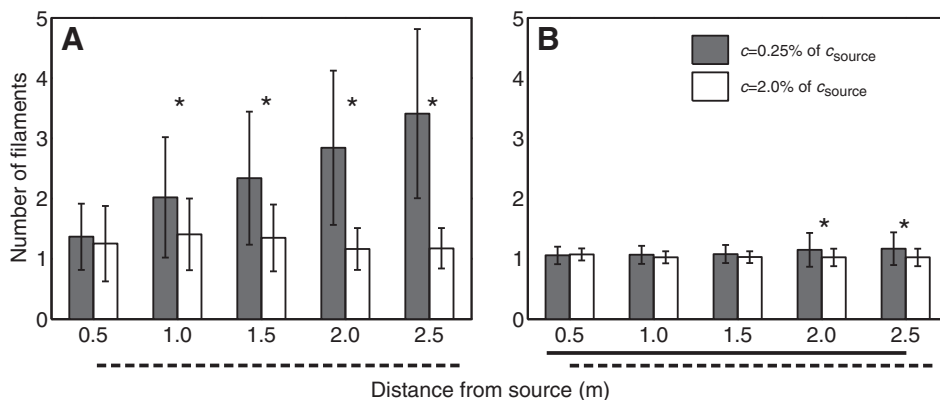 A
B
c=0.25% of csource
c=2.0% of csource
Number of filaments
5
4
3
2
1
0
* * * *
0.5 1.0 1.5 2.0 2.5
5
4
3
2
1
0
* *
0.5 1.0 1.5 2.0 2.5
Distance from source (m)